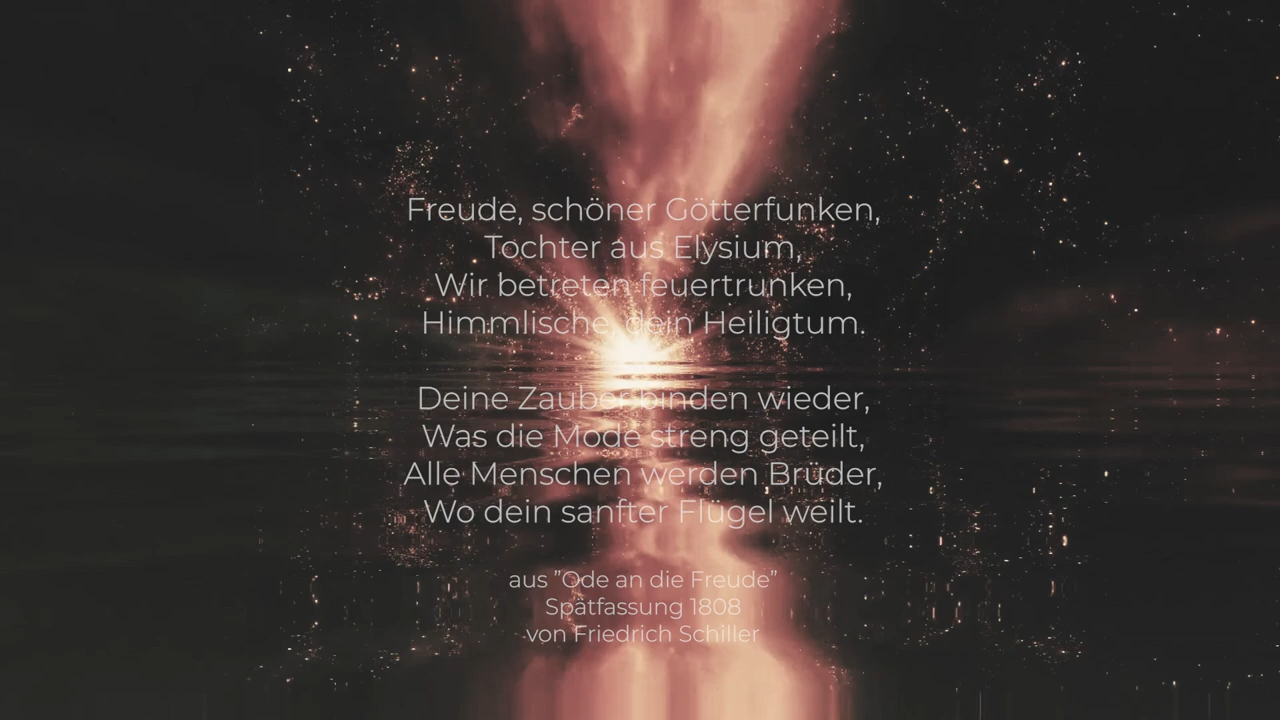 Freude, schöner Götterfunken,
Tochter aus Elysium,
Wir betreten feuertrunken,
Himmlische, dein Heiligtum.
Deine Zauber binden wieder,
Was die Mode streng geteilt,
Alle Menschen werden Brüder,
Wo dein sanfter Flügel weilt.
aus ”Ode an die Freude”
Spätfassung 1808
von Friedrich Schiller